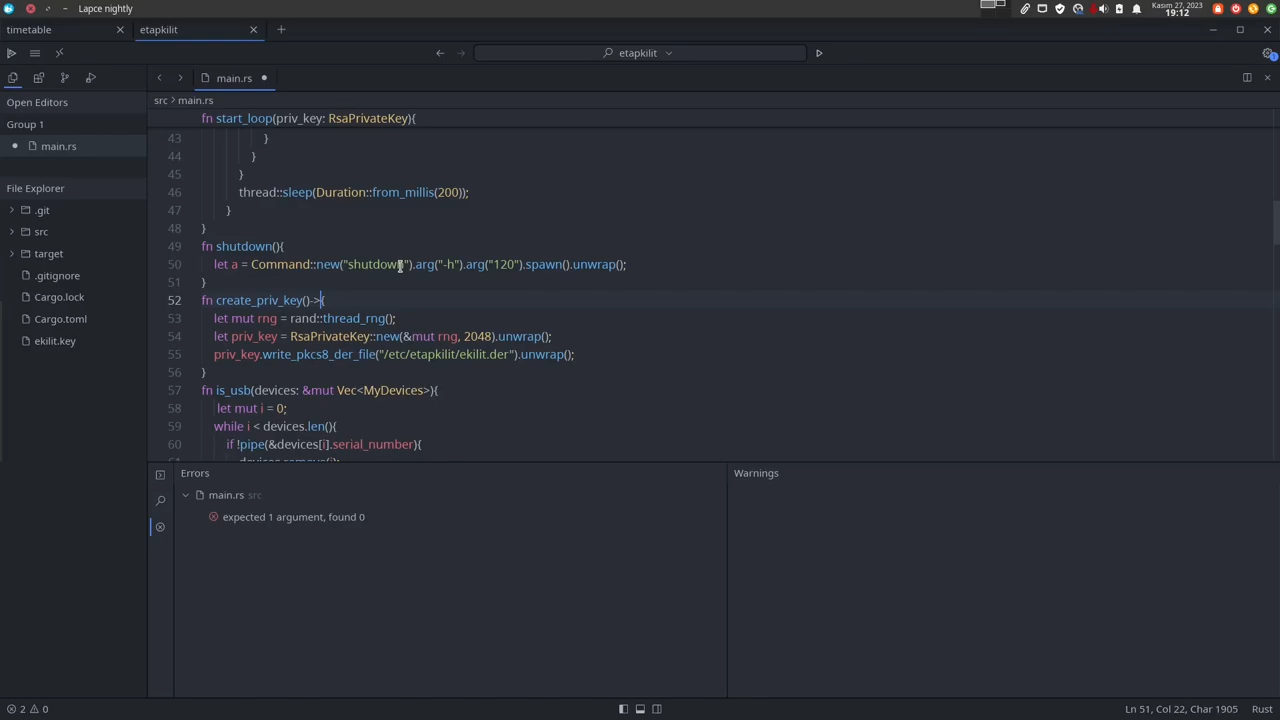 Lapce nightly
Kasım 27, 2023
19:12
timetable
etapkilit
etapkilit
main.rs
Open Editors
Group 1
main.rs
File Explorer
.git
src
target
.gitignore
Cargo.lock
Cargo.toml
ekilit.key
src > main.rs
fn start_loop(priv_key: RsaPrivateKey){
43 }
44 }
45 }
46 thread::sleep(Duration::from_millis(200));
47 }
48 }
49 fn shutdown(){
50 let a = Command::new("shutdown").arg("-h").arg("120").spawn().unwrap();
51 }
52 fn create_priv_key()->{
53 let mut rng = rand::thread_rng();
54 let priv_key = RsaPrivateKey::new(&mut rng, 2048).unwrap();
55 priv_key.write_pkcs8_der_file("/etc/etapkilit/ekilit.der").unwrap();
56 }
57 fn is_usb(devices: &mut Vec<MyDevices>){
58 let mut i = 0;
59 while i < devices.len(){
60 if !pipe(&devices[i].serial_number){
Errors
main.rs src
expected 1 argument, found 0
Warnings
2 0
Ln 51, Col 22, Char 1905
Rust